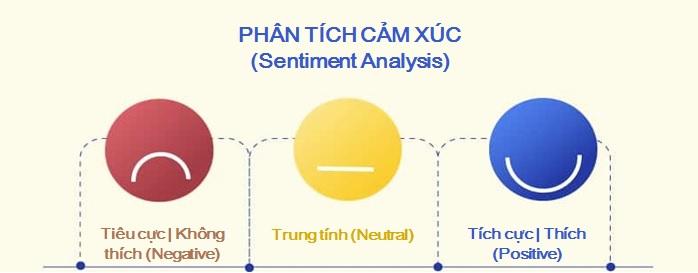 PHÂN TÍCH CẢM XÚC
(Sentiment Analysis)
Tiêu cực | Không
thích (Negative)
Trung tính (Neutral)
Tích cực | Thích
(Positive)